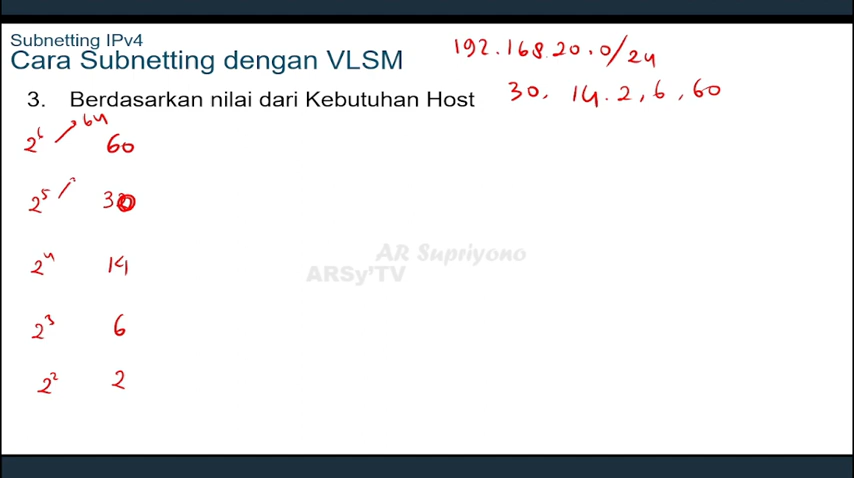 Subnetting IPv4
Cara Subnetting dengan VLSM
192.168.20.0/24
3. Berdasarkan nilai dari Kebutuhan Host
30, 14. 2, 6, 60
2⁶ 64 60
2⁵ 30
2⁴ 14
2³ 6
2² 2
AR Supriyono
ARSy'TV